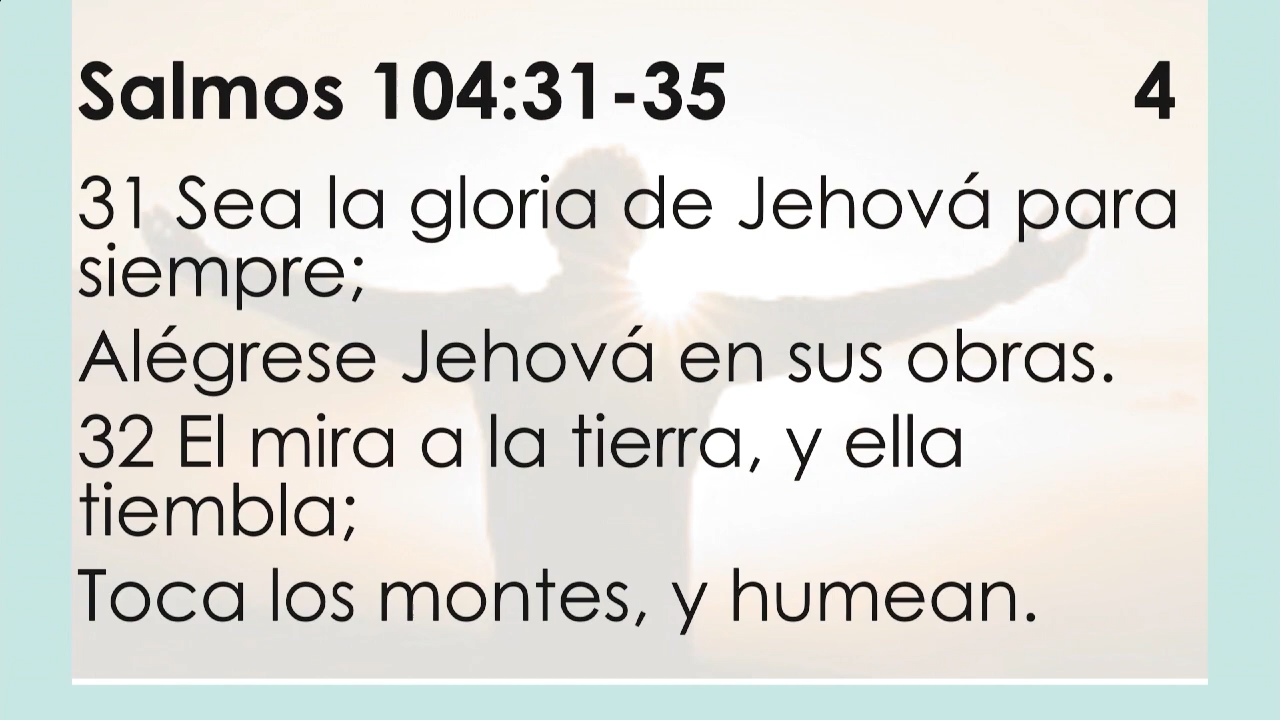 Salmos 104:31-35 4
31 Sea la gloria de Jehová para
siempre;
Alégrese Jehová en sus obras.
32 El mira a la tierra, y ella
tiembla;
Toca los montes, y humean.